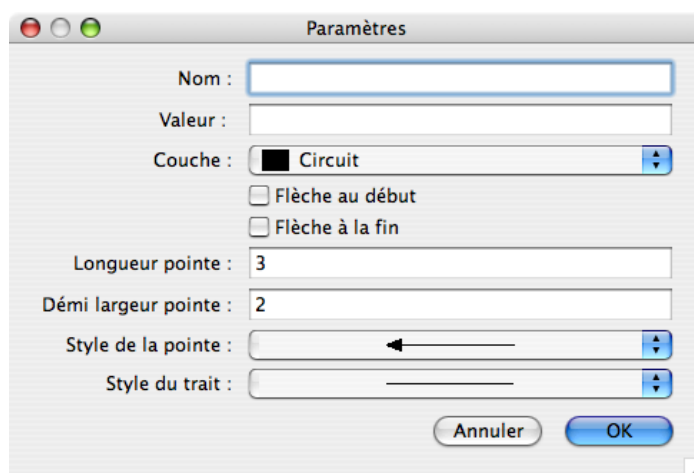 Paramètres
Nom :
Valeur :
Couche : Circuit
Flèche au début
Flèche à la fin
Longueur pointe : 3
Démi largeur pointe : 2
Style de la pointe :
Style du trait :
Annuler OK